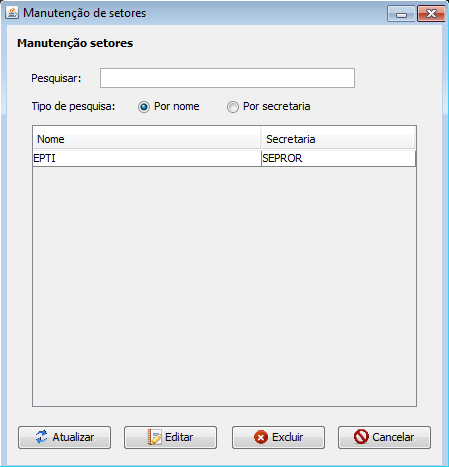 Manutenção de setores
Manutenção setores
Pesquisar:
Tipo de pesquisa: Por nome Por secretaria
Nome Secretaria
EPTI SEPROR
Atualizar Editar Excluir Cancelar